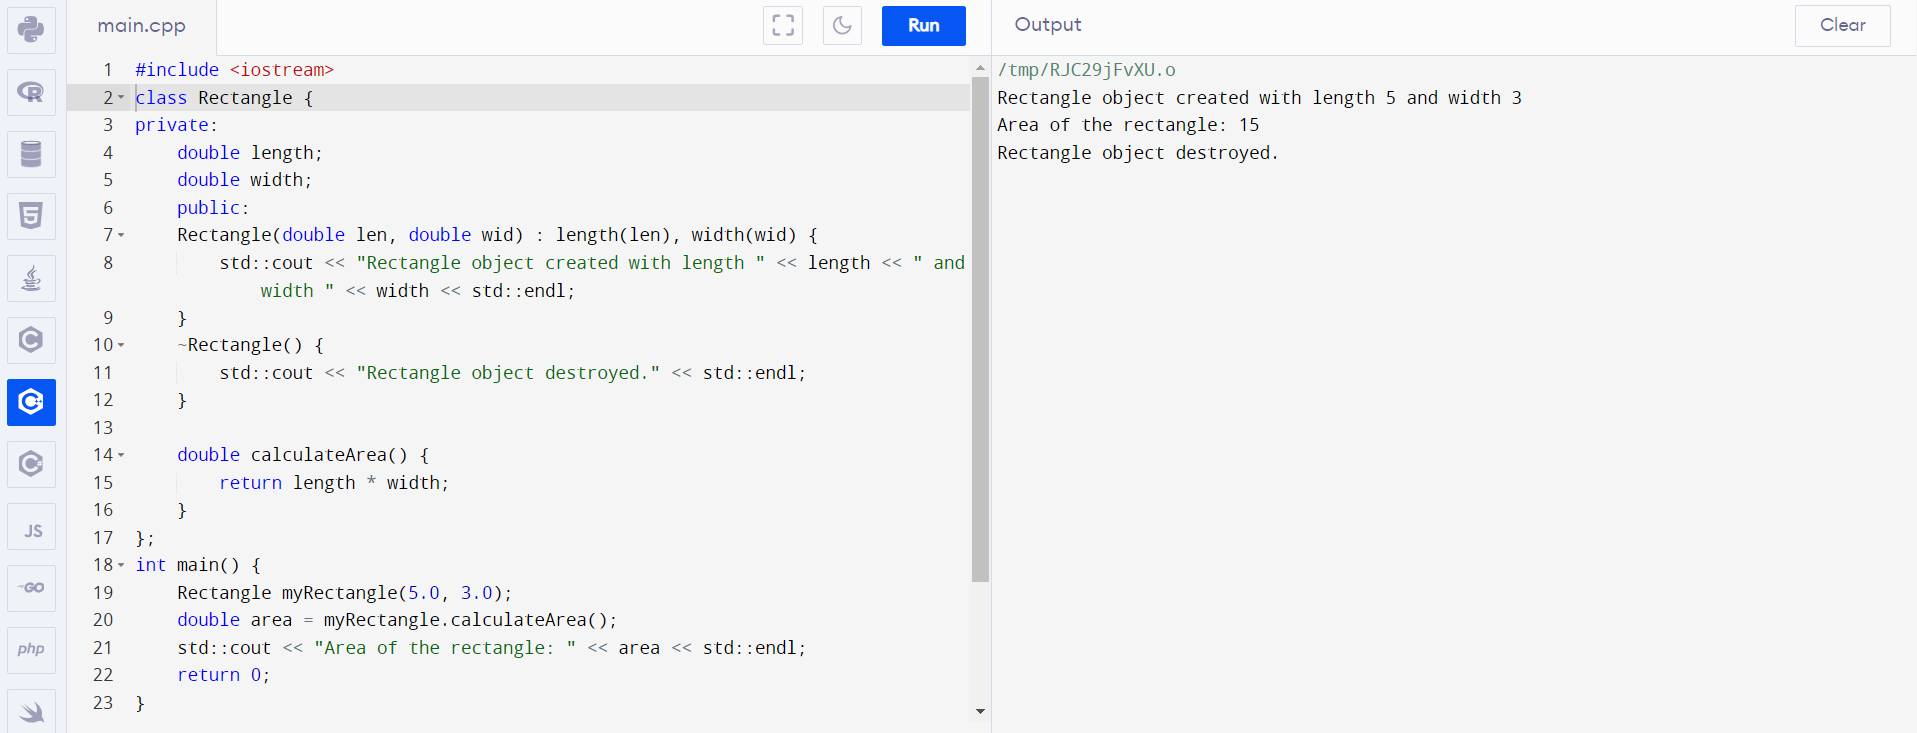 main.cpp
Run
Output
Clear
1 #include <iostream>
2 class Rectangle {
3 private:
4     double length;
5     double width;
6     public:
7     Rectangle(double len, double wid) : length(len), width(wid) {
8         std::cout << "Rectangle object created with length " << length << " and
            width " << width << std::endl;
9     }
10     ~Rectangle() {
11         std::cout << "Rectangle object destroyed." << std::endl;
12     }
13
14     double calculateArea() {
15         return length * width;
16     }
17 };
18 int main() {
19     Rectangle myRectangle(5.0, 3.0);
20     double area = myRectangle.calculateArea();
21     std::cout << "Area of the rectangle: " << area << std::endl;
22     return 0;
23 }
/tmp/RJC29jFvXU.o
Rectangle object created with length 5 and width 3
Area of the rectangle: 15
Rectangle object destroyed.
R
5
C
C++
C#
JS
GO
php